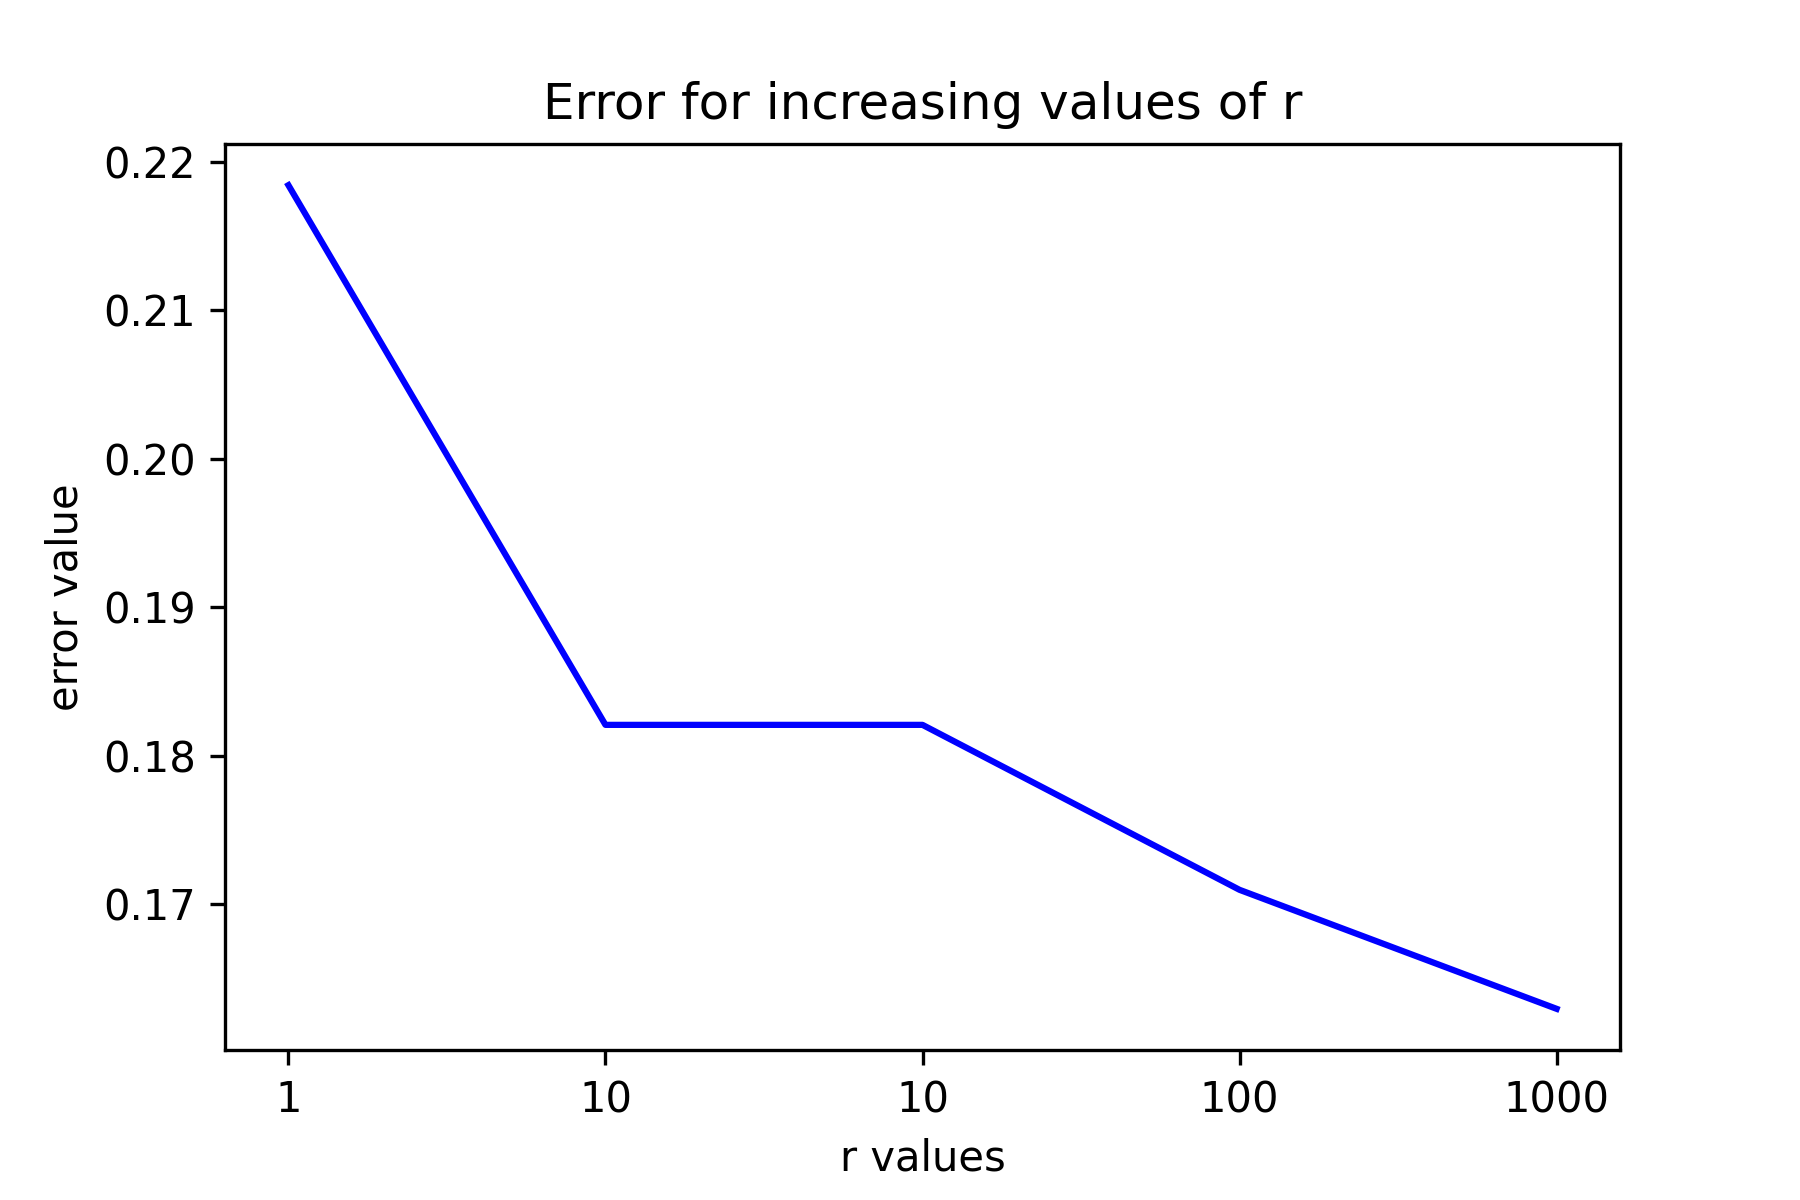 Error for increasing values of r
0.22
0.21
0.20
0.19
0.18
0.17
error value
1 10 10 100 1000
r values